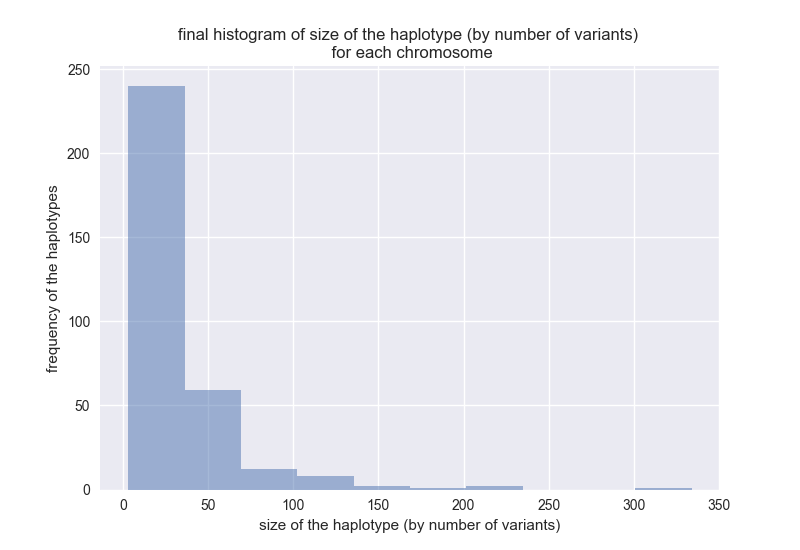 final histogram of size of the haplotype (by number of variants)
for each chromosome
250
200
150
100
50
0
frequency of the haplotypes
0 50 100 150 200 250 300 350
size of the haplotype (by number of variants)